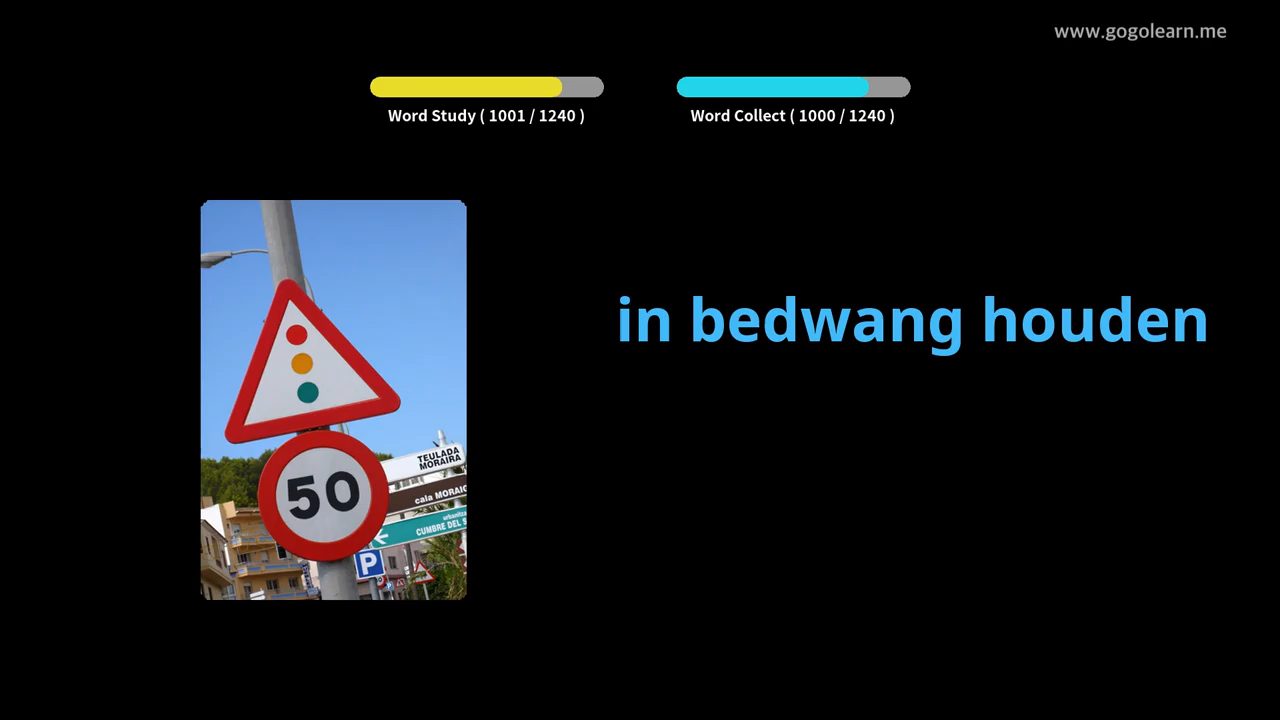 www.gogolearn.me
Word Study ( 1001 / 1240 )
Word Collect ( 1000 / 1240 )
in bedwang houden
50
TEULADA
MORAIRA
cala MORAIG
CUMBRE DEL S
P